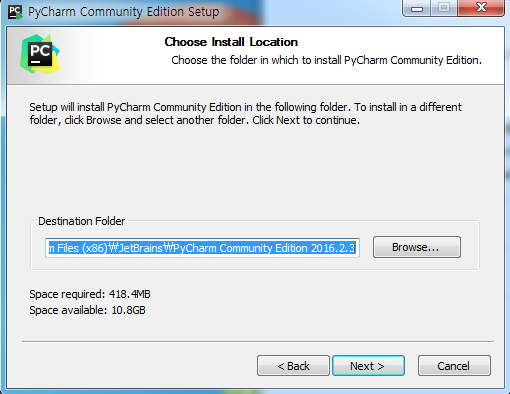 PyCharm Community Edition Setup
PC
Choose Install Location
Choose the folder in which to install PyCharm Community Edition.
Setup will install PyCharm Community Edition in the following folder. To install in a different
folder, click Browse and select another folder. Click Next to continue.
Destination Folder
m Files (x86)₩JetBrains₩PyCharm Community Edition 2016.2.3
Browse...
Space required: 418.4MB
Space available: 10.8GB
< Back
Next >
Cancel